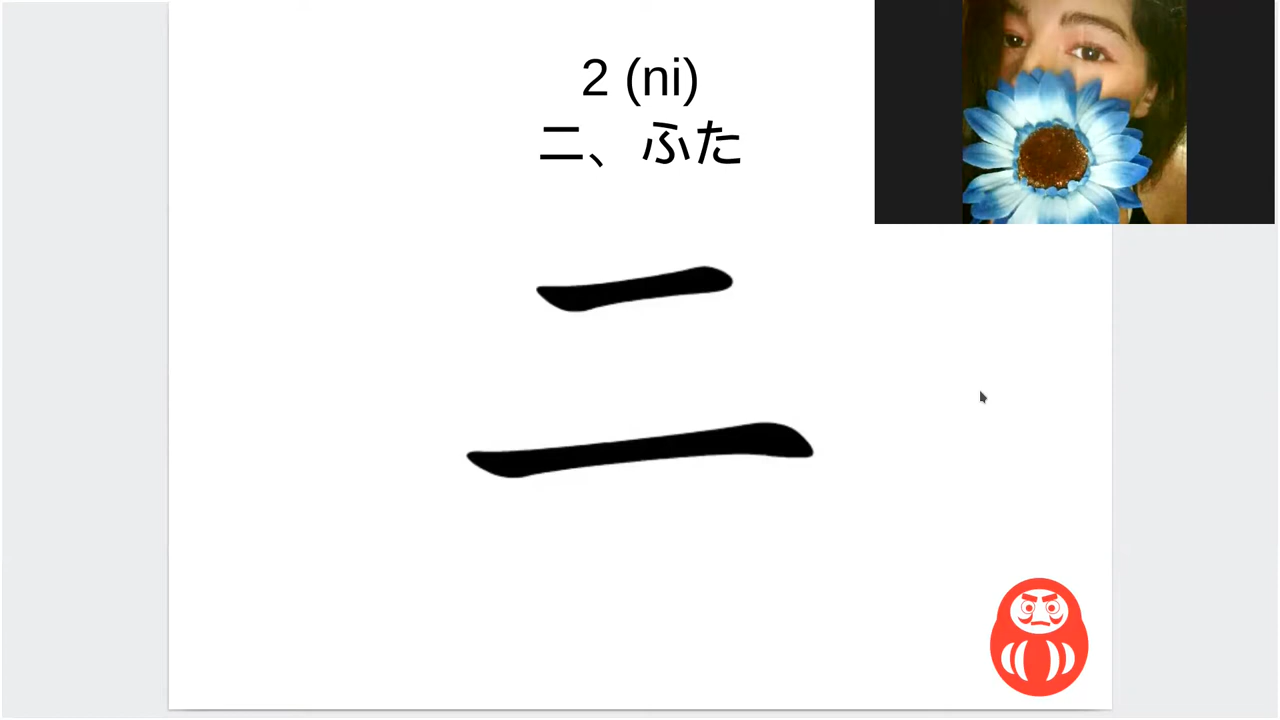 2 (ni)
二、ふた
二